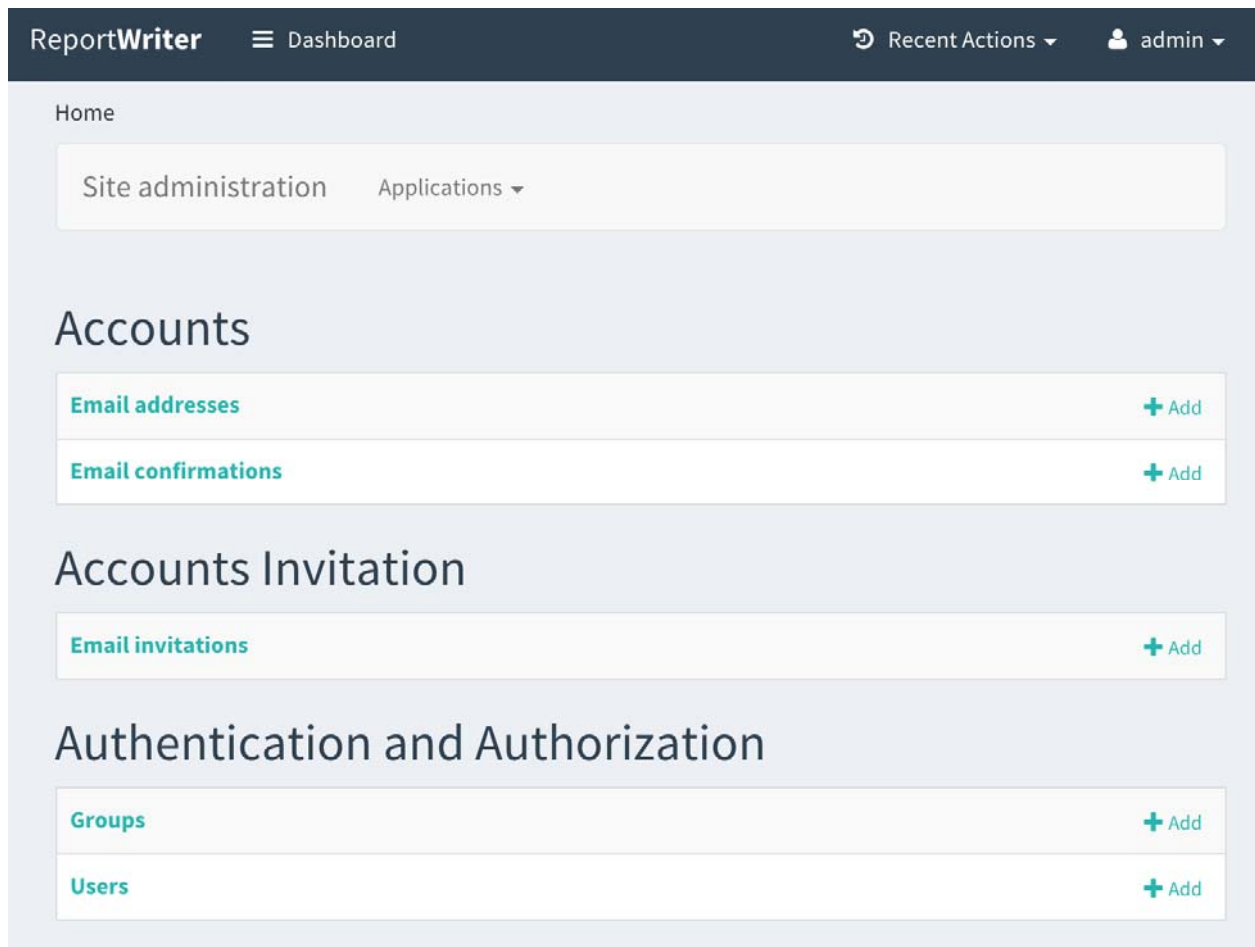 ReportWriter Dashboard Recent Actions admin
Home
Site administration Applications
Accounts
Email addresses Add
Email confirmations Add
Accounts Invitation
Email invitations Add
Authentication and Authorization
Groups Add
Users Add